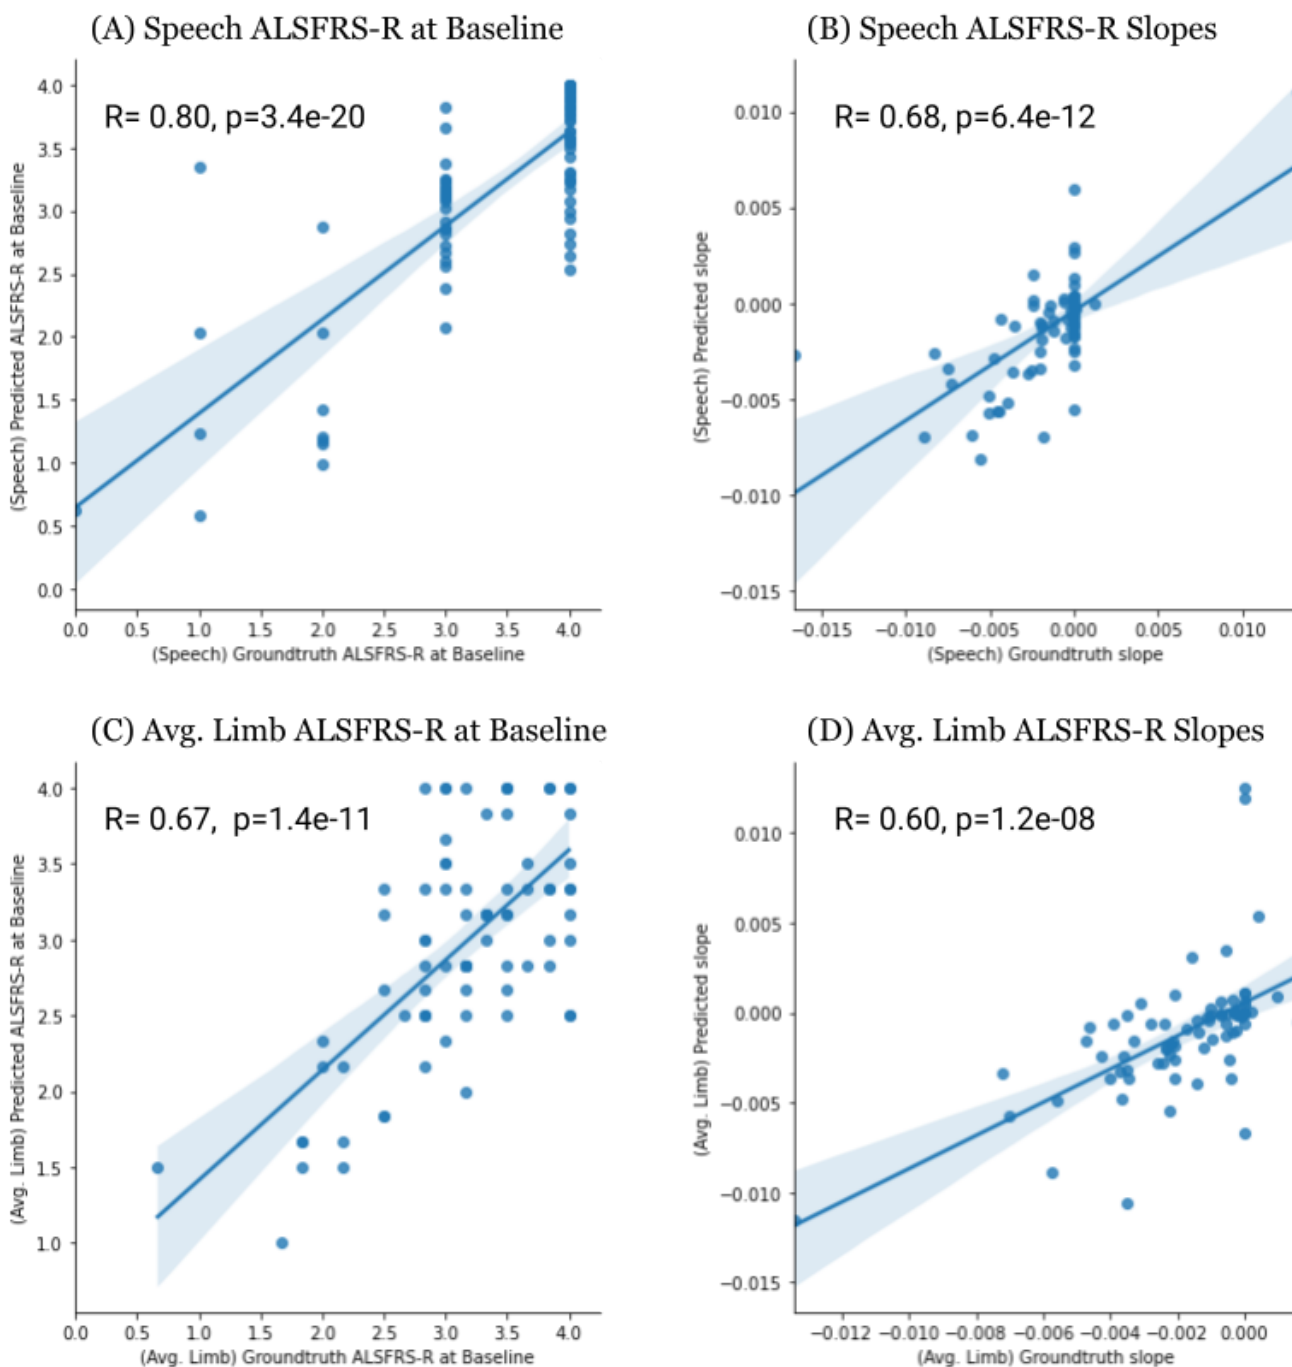 (A) Speech ALSFRS-R at Baseline
R= 0.80, p=3.4e-20
(Speech) Predicted ALSFRS-R at Baseline
4.0
3.5
3.0
2.5
2.0
1.5
1.0
0.5
0.0
0.0 0.5 1.0 1.5 2.0 2.5 3.0 3.5 4.0
(Speech) Groundtruth ALSFRS-R at Baseline
(B) Speech ALSFRS-R Slopes
R= 0.68, p=6.4e-12
(Speech) Predicted slope
0.010
0.005
0.000
−0.005
−0.010
−0.015
−0.015 −0.010 −0.005 0.000 0.005 0.010
(Speech) Groundtruth slope
(C) Avg. Limb ALSFRS-R at Baseline
R= 0.67, p=1.4e-11
(Avg. Limb) Predicted ALSFRS-R at Baseline
4.0
3.5
3.0
2.5
2.0
1.5
1.0
0.0 0.5 1.0 1.5 2.0 2.5 3.0 3.5 4.0
(Avg. Limb) Groundtruth ALSFRS-R at Baseline
(D) Avg. Limb ALSFRS-R Slopes
R= 0.60, p=1.2e-08
(Avg. Limb) Predicted slope
0.010
0.005
0.000
−0.005
−0.010
−0.015
−0.012 −0.010 −0.008 −0.006 −0.004 −0.002 0.000
(Avg. Limb) Groundtruth slope